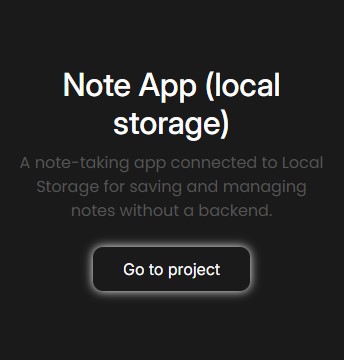 Note App (local
storage)
A note-taking app connected to Local
Storage for saving and managing
notes without a backend.
Go to project